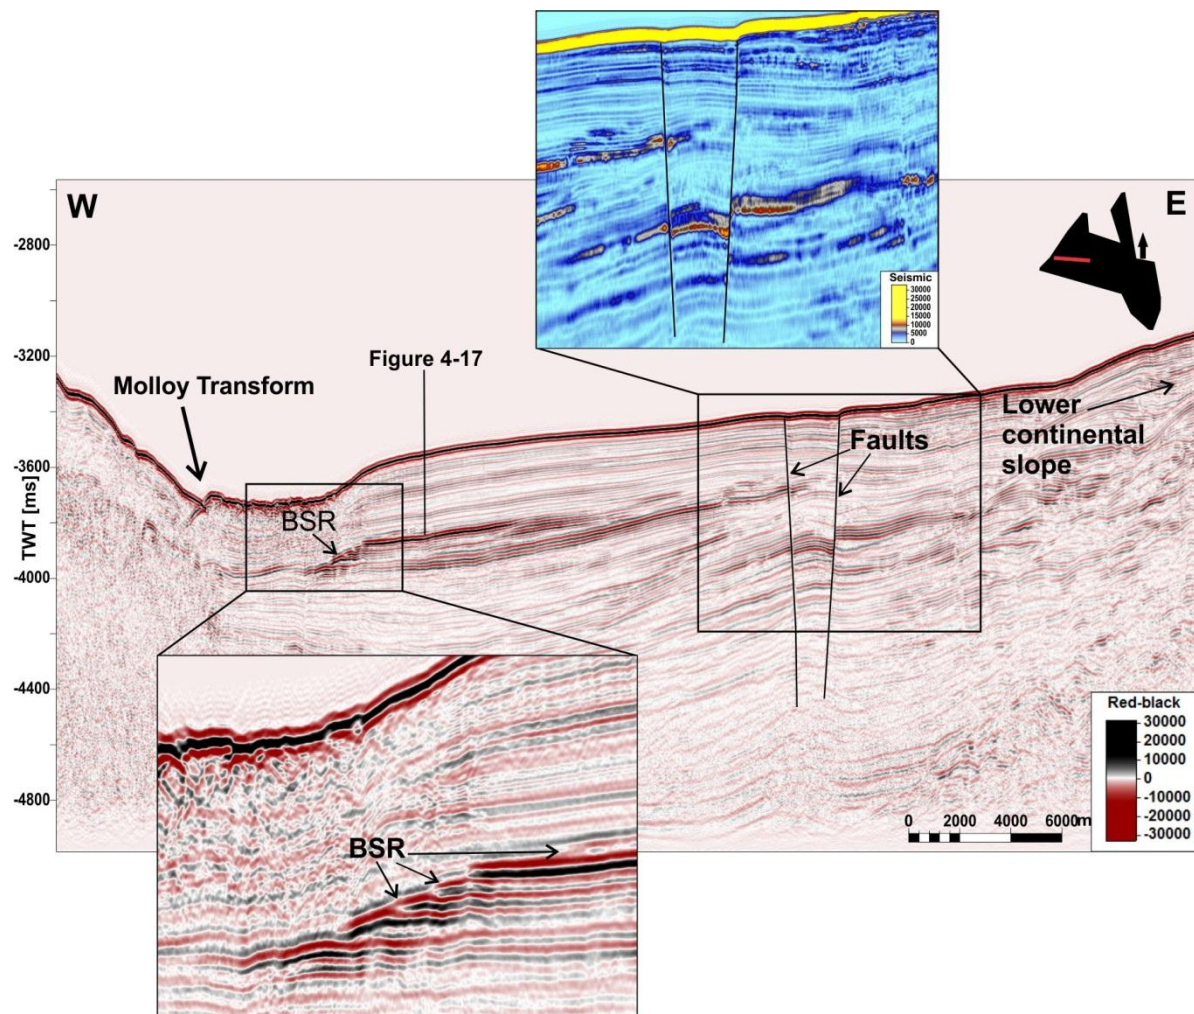 Seismic
30000
25000
20000
15000
10000
5000
0
W
E
-2800
-3200
-3600
-4000
-4400
-4800
TWT [ms]
Figure 4-17
Molloy Transform
Faults
Lower
continental
slope
BSR
Red-black
30000
20000
10000
0
-10000
-20000
-30000
0 2000 4000 6000m
BSR